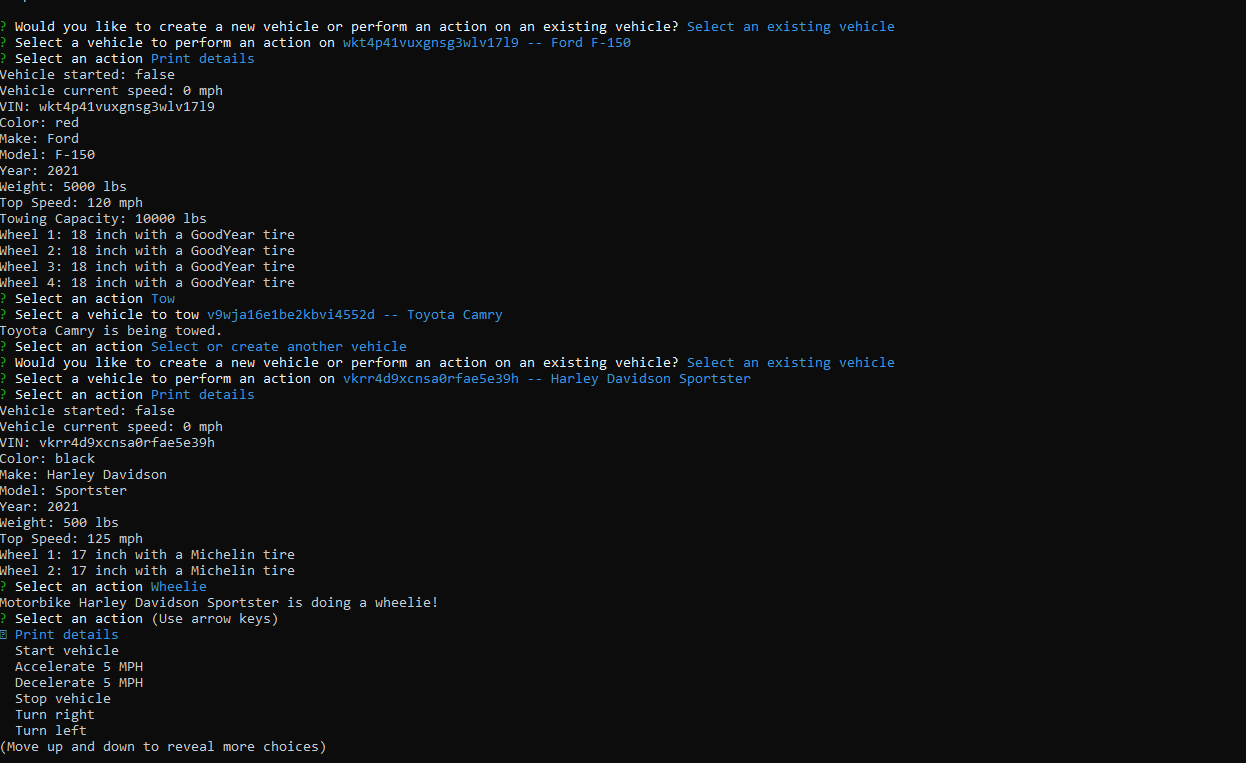 ? Would you like to create a new vehicle or perform an action on an existing vehicle? Select an existing vehicle
? Select a vehicle to perform an action on wkt4p41vuxgnsg3wlv17l9 -- Ford F-150
? Select an action Print details
Vehicle started: false
Vehicle current speed: 0 mph
VIN: wkt4p41vuxgnsg3wlv17l9
Color: red
Make: Ford
Model: F-150
Year: 2021
Weight: 5000 lbs
Top Speed: 120 mph
Towing Capacity: 10000 lbs
Wheel 1: 18 inch with a GoodYear tire
Wheel 2: 18 inch with a GoodYear tire
Wheel 3: 18 inch with a GoodYear tire
Wheel 4: 18 inch with a GoodYear tire
? Select an action Tow
? Select a vehicle to tow v9wja16e1be2kbvi4552d -- Toyota Camry
Toyota Camry is being towed.
? Select an action Select or create another vehicle
? Would you like to create a new vehicle or perform an action on an existing vehicle? Select an existing vehicle
? Select a vehicle to perform an action on vkrr4d9xcnsa0rfae5e39h -- Harley Davidson Sportster
? Select an action Print details
Vehicle started: false
Vehicle current speed: 0 mph
VIN: vkrr4d9xcnsa0rfae5e39h
Color: black
Make: Harley Davidson
Model: Sportster
Year: 2021
Weight: 500 lbs
Top Speed: 125 mph
Wheel 1: 17 inch with a Michelin tire
Wheel 2: 17 inch with a Michelin tire
? Select an action Wheelie
Motorbike Harley Davidson Sportster is doing a wheelie!
? Select an action (Use arrow keys)
Print details
Start vehicle
Accelerate 5 MPH
Decelerate 5 MPH
Stop vehicle
Turn right
Turn left
(Move up and down to reveal more choices)